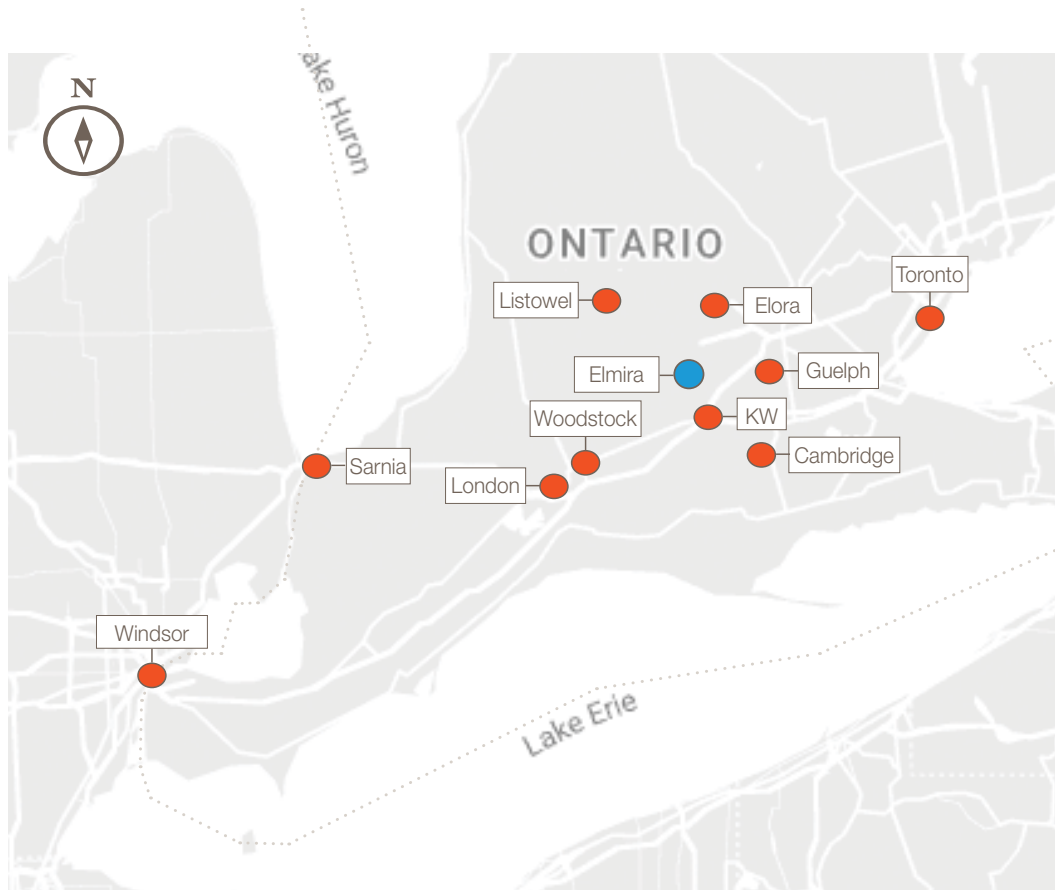 N
ake Huron
ONTARIO
Toronto
Listowel
Elora
Elmira
Guelph
Woodstock
KW
Cambridge
Sarnia
London
Windsor
Lake Erie